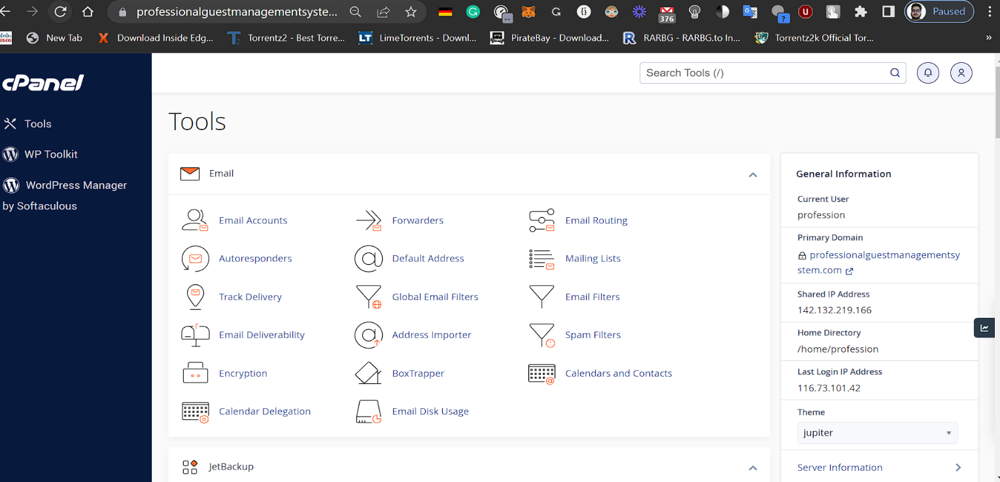 professionalguestmanagementsyste...
376
Paused
New Tab
Download Inside Edg...
Torrentz2 - Best Torre...
LT
LimeTorrents - Downl...
PirateBay - Download...
RARBG - RARBG.to In...
Torrentz2k Official Tor...
»
cPanel
Search Tools (/)
Tools
WP Toolkit
WordPress Manager
by Softaculous
Tools
Email
Email Accounts
Forwarders
Email Routing
Autoresponders
Default Address
Mailing Lists
Track Delivery
Global Email Filters
Email Filters
Email Deliverability
Address Importer
Spam Filters
Encryption
BoxTrapper
Calendars and Contacts
Calendar Delegation
Email Disk Usage
JetBackup
General Information
Current User
profession
Primary Domain
professionalguestmanagementsy
stem.com
Shared IP Address
142.132.219.166
Home Directory
/home/profession
Last Login IP Address
116.73.101.42
Theme
jupiter
Server Information